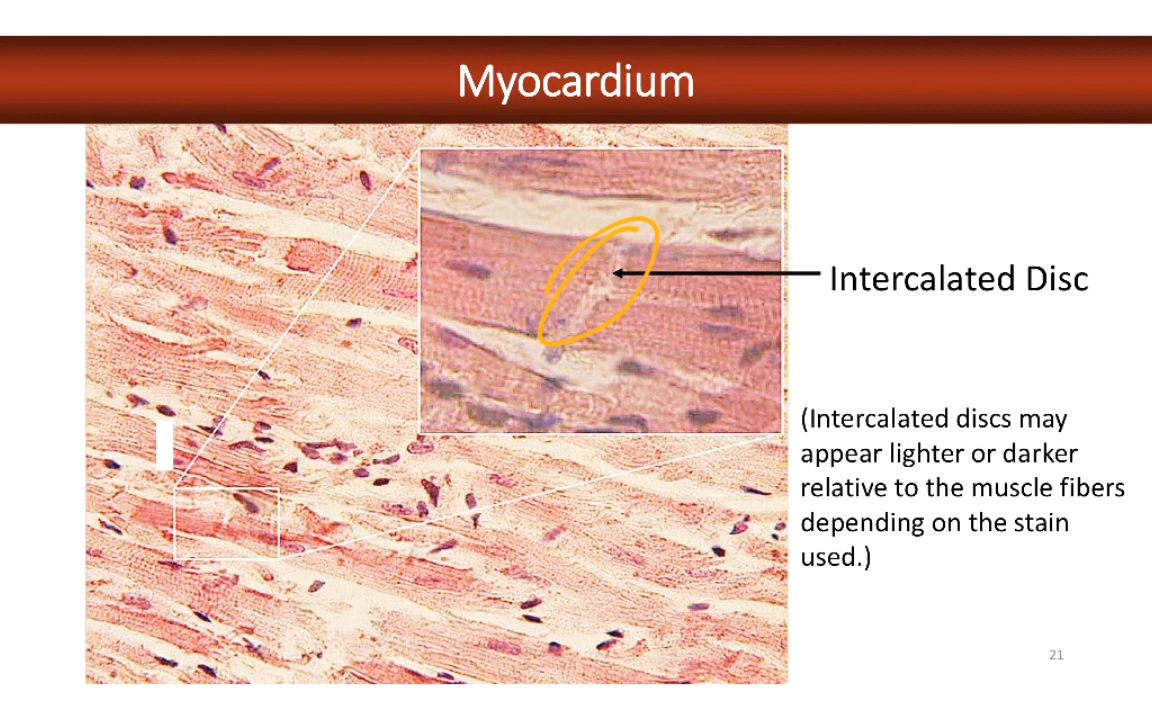 Myocardium
Intercalated Disc
(Intercalated discs may
appear lighter or darker
relative to the muscle fibers
depending on the stain
used.)
21